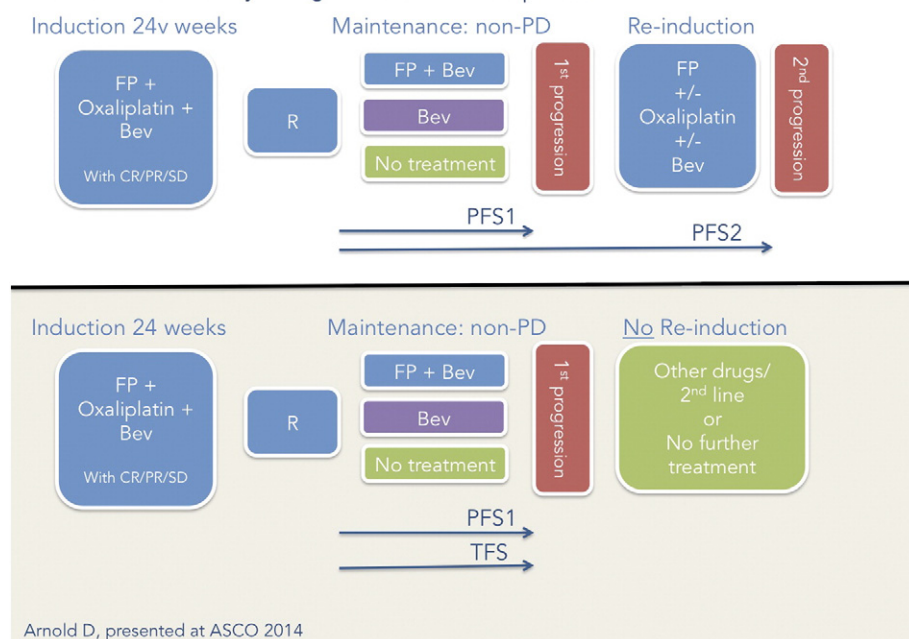 Induction 24v weeks
Maintenance: non-PD
Re-induction
FP +
Oxaliplatin +
Bev
With CR/PR/SD
R
FP + Bev
Bev
No treatment
1st progression
FP
+/-
Oxaliplatin
+/-
Bev
2nd progression
PFS1
PFS2
Induction 24 weeks
Maintenance: non-PD
No Re-induction
FP +
Oxaliplatin +
Bev
With CR/PR/SD
R
FP + Bev
Bev
No treatment
1st progression
Other drugs/
2nd line
or
No further
treatment
PFS1
TFS
Arnold D, presented at ASCO 2014